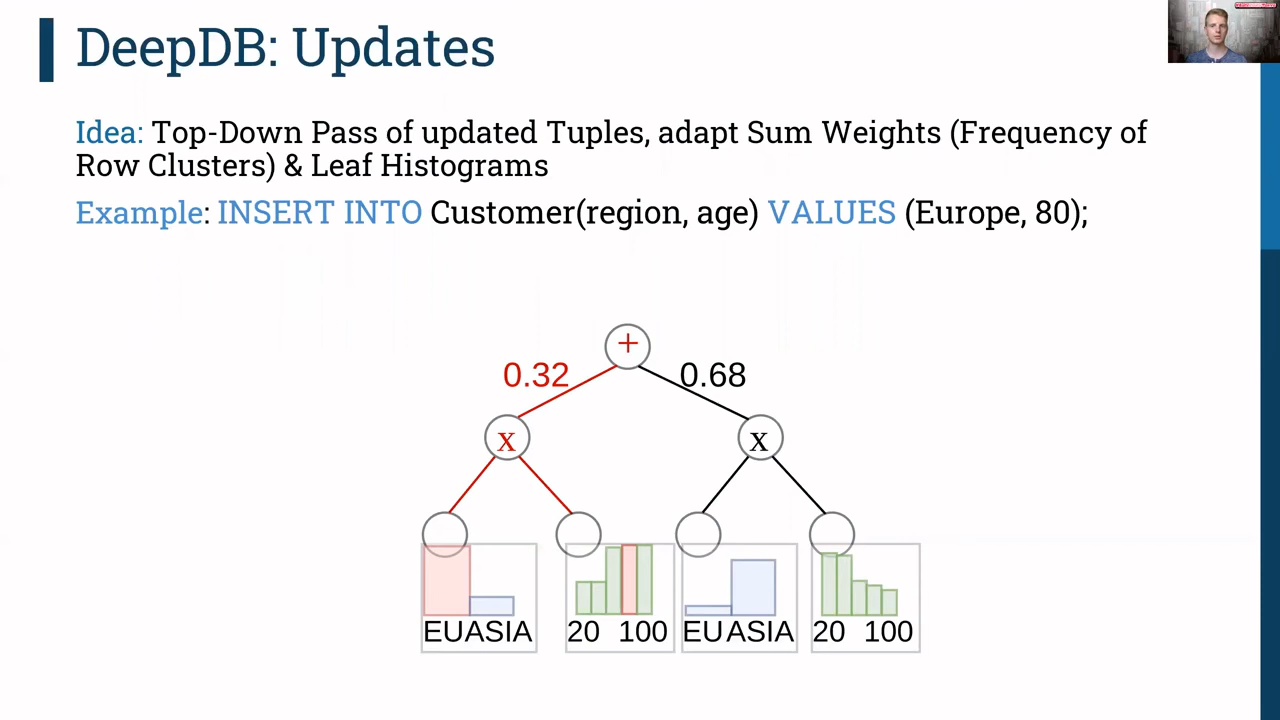 DeepDB: Updates
Idea: Top-Down Pass of updated Tuples, adapt Sum Weights (Frequency of
Row Clusters) & Leaf Histograms
Example: INSERT INTO Customer(region, age) VALUES (Europe, 80);
+
0.32
0.68
x
x
EU ASIA
20 100
EU ASIA
20 100